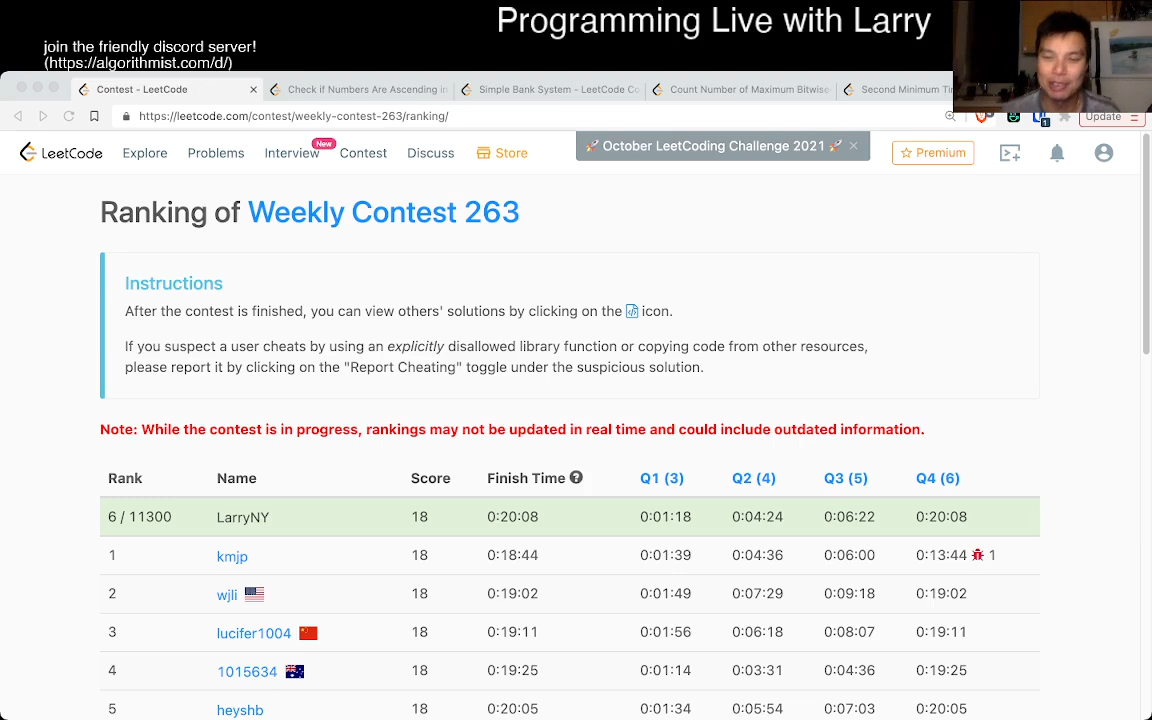 Programming Live with Larry
join the friendly discord server!
(https://algorithmist.com/d/)
Contest - LeetCode
Check if Numbers Are Ascending in
Simple Bank System - LeetCode Co
Count Number of Maximum Bitwise
Second Minimum Tim
https://leetcode.com/contest/weekly-contest-263/ranking/
1
Update
LeetCode
Explore
Problems
Interview
New
Contest
Discuss
Store
🚀 October LeetCoding Challenge 2021 🚀
Premium
Ranking of Weekly Contest 263
Instructions
After the contest is finished, you can view others' solutions by clicking on the icon.
If you suspect a user cheats by using an explicitly disallowed library function or copying code from other resources,
please report it by clicking on the "Report Cheating" toggle under the suspicious solution.
Note: While the contest is in progress, rankings may not be updated in real time and could include outdated information.
Rank Name Score Finish Time Q1 (3) Q2 (4) Q3 (5) Q4 (6)
6 / 11300 LarryNY 18 0:20:08 0:01:18 0:04:24 0:06:22 0:20:08
1 kmjp 18 0:18:44 0:01:39 0:04:36 0:06:00 0:13:44 1
2 wjli 18 0:19:02 0:01:49 0:07:29 0:09:18 0:19:02
3 lucifer1004 18 0:19:11 0:01:56 0:06:18 0:08:07 0:19:11
4 1015634 18 0:19:25 0:01:14 0:03:31 0:04:36 0:19:25
5 heyshb 18 0:20:05 0:01:34 0:05:54 0:07:03 0:20:05